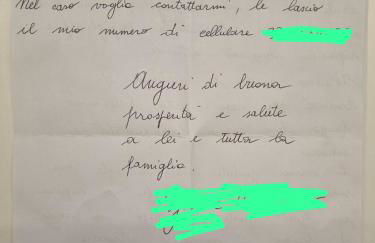 Nel caso voglia contattarmi, le lascio
il mio numero di cellulare
Auguri di buona
prosperità e salute
a lei e tutta la
famiglia.